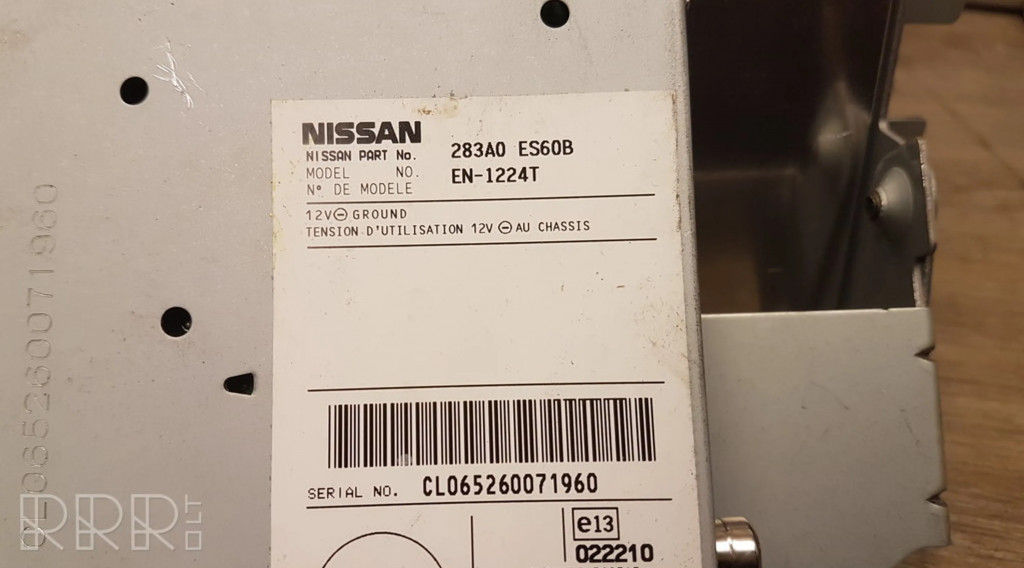 NISSAN
NISSAN PART No. 283A0 ES60B
MODEL NO. EN-1224T
N°. DE MODELE
12V⊖ GROUND
TENSION D'UTILISATION 12V ⊖ AU CHASSIS
SERIAL NO. CL065260071960
e13
022210
CL065260071960
RRR.LT